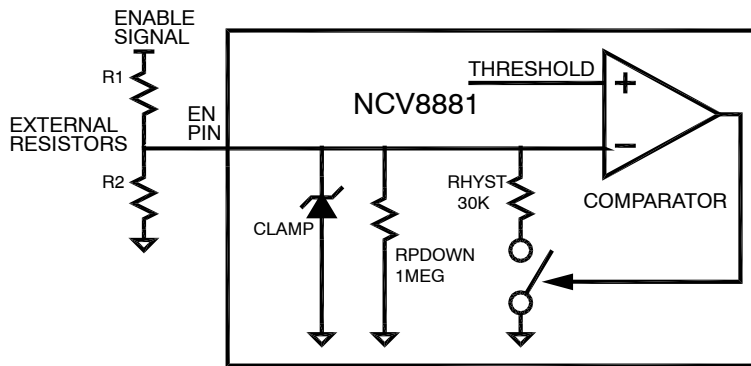 ENABLE
SIGNAL
R1
THRESHOLD
+
NCV8881
EN
PIN
EXTERNAL
RESISTORS
−
R2
RHYST
30K
COMPARATOR
CLAMP
RPDOWN
1MEG